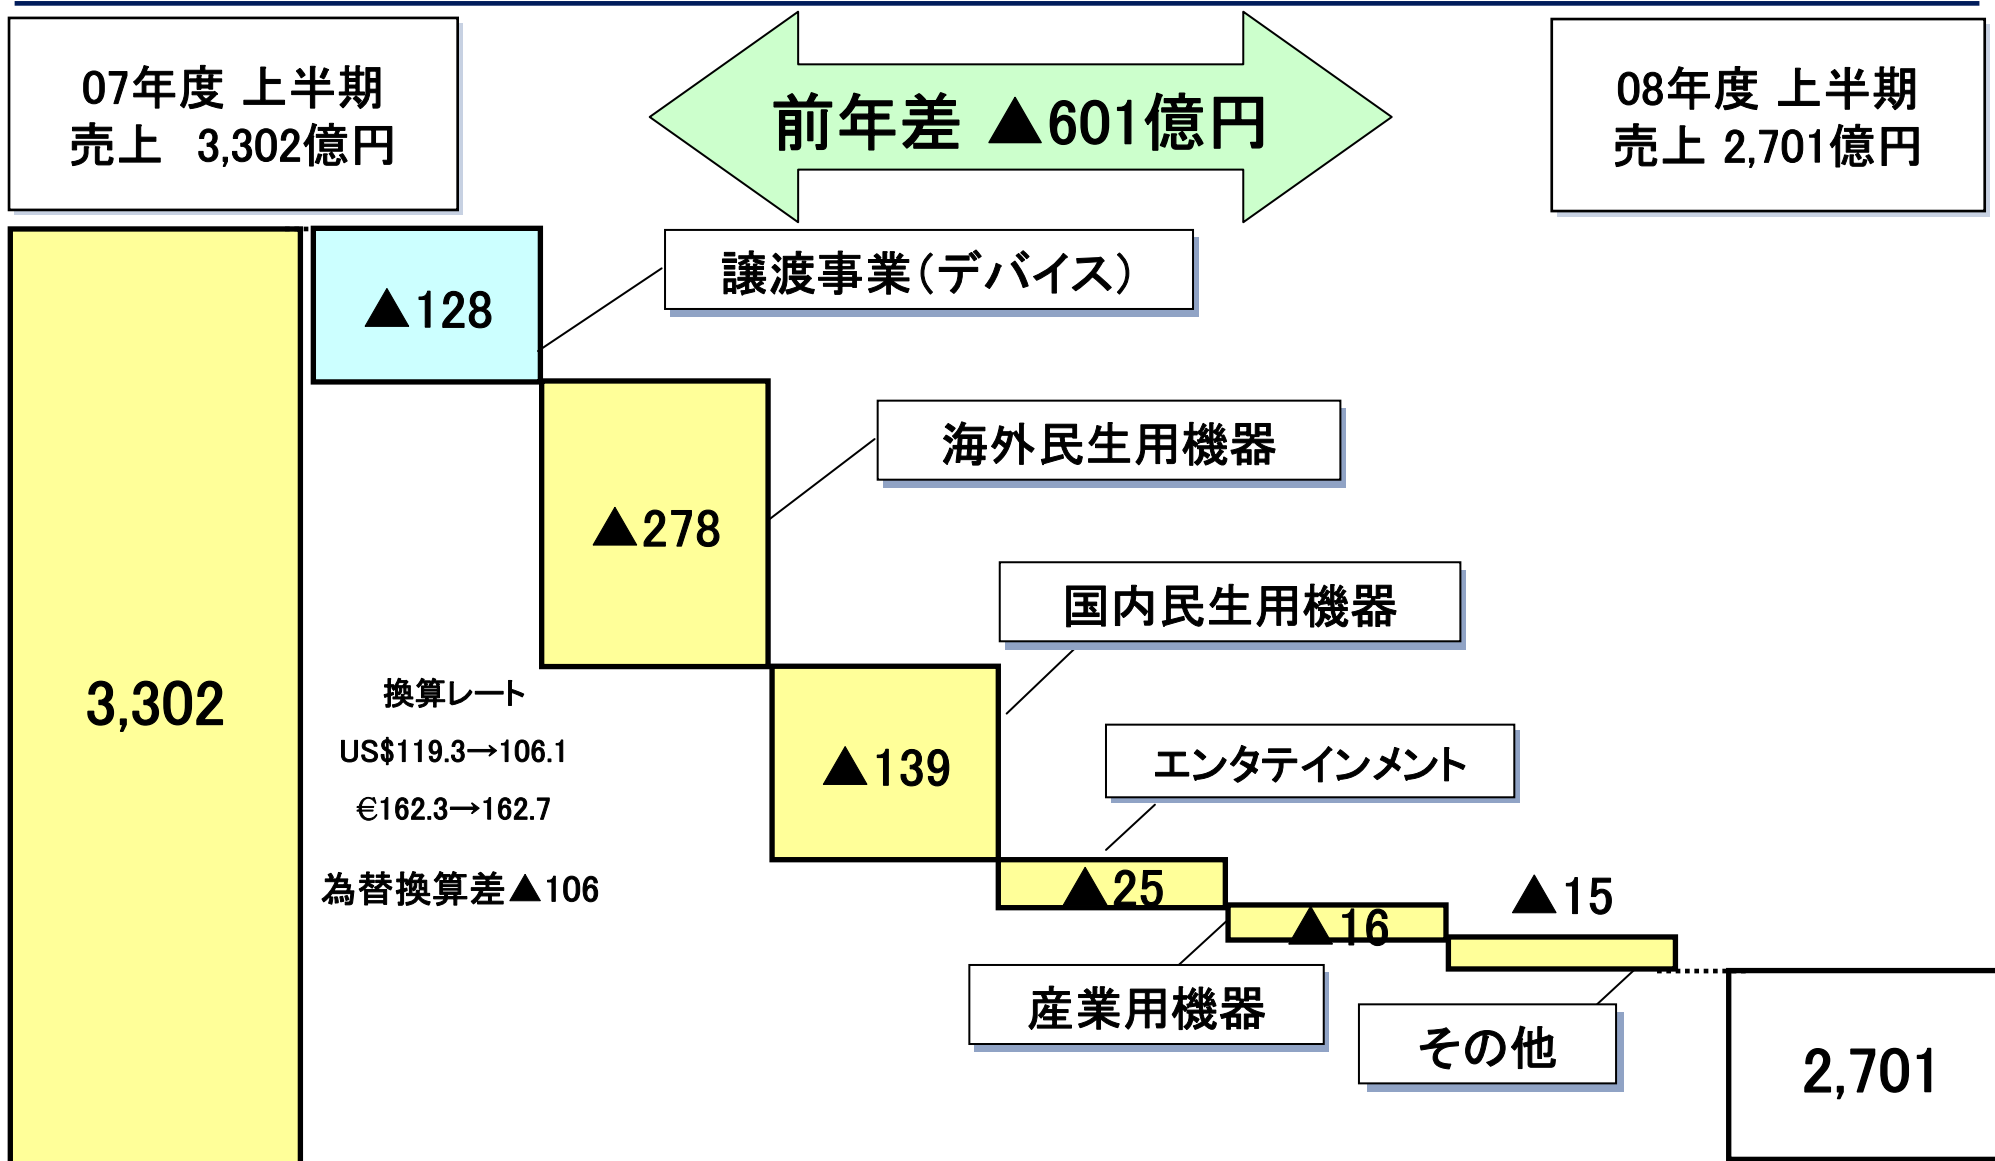 07年度 上半期
売上 3,302億円
前年差 ▲601億円
08年度 上半期
売上 2,701億円
▲128
譲渡事業(デバイス)
海外民生用機器
▲278
国内民生用機器
3,302
換算レート
US$119.3→106.1
€162.3→162.7
▲139
エンタテインメント
為替換算差▲106
▲25
▲16
▲15
産業用機器
その他
2,701